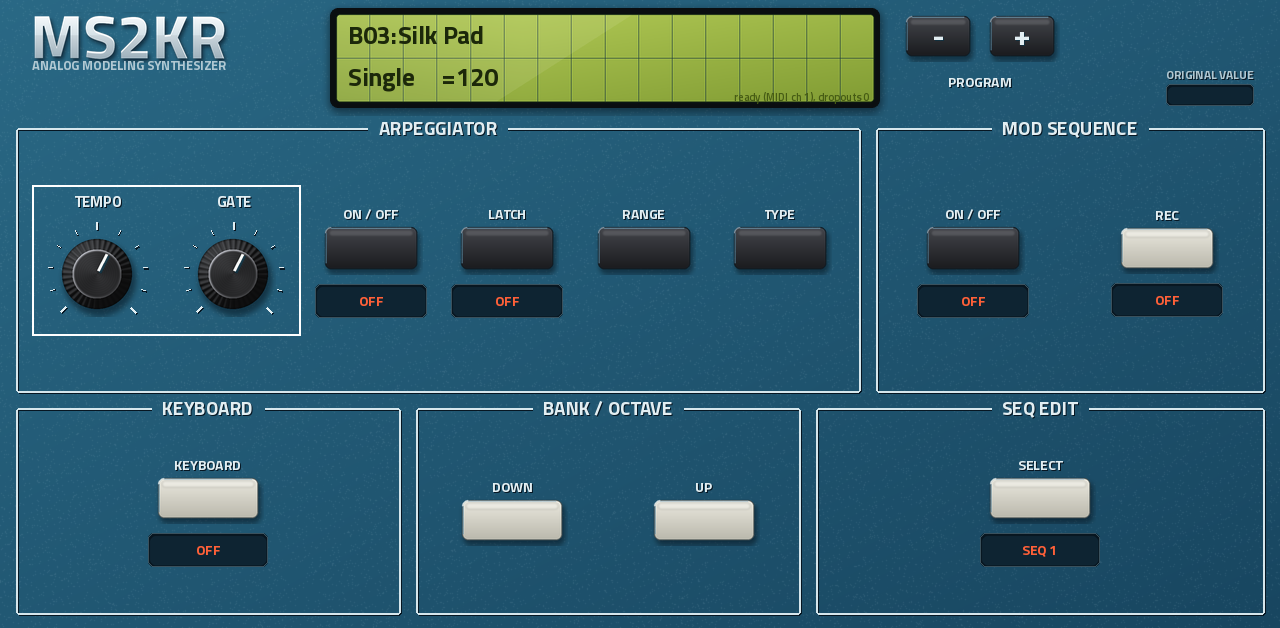 MS2KR
ANALOG MODELING SYNTHESIZER
B03:Silk Pad
Single =120
ready (MIDI ch 1), dropouts 0
- +
PROGRAM
ORIGINAL VALUE
ARPEGGIATOR
TEMPO GATE
ON / OFF LATCH RANGE TYPE
OFF OFF
MOD SEQUENCE
ON / OFF REC
OFF OFF
KEYBOARD
KEYBOARD
OFF
BANK / OCTAVE
DOWN UP
SEQ EDIT
SELECT
SEQ 1